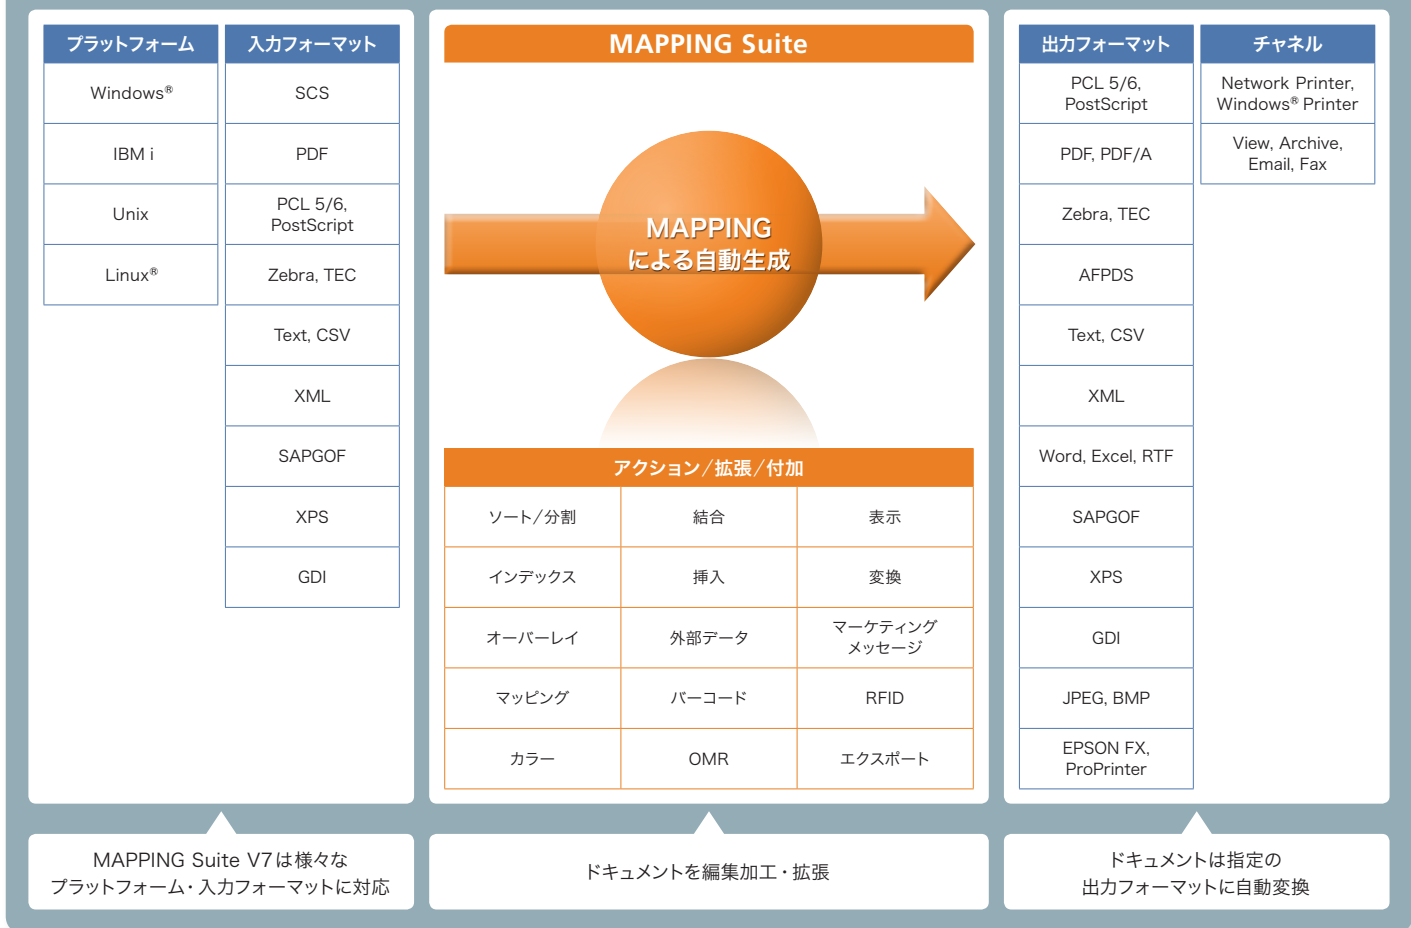 プラットフォーム
Windows®
IBM i
Unix
Linux®
入力フォーマット
SCS
PDF
PCL 5/6,
PostScript
Zebra, TEC
Text, CSV
XML
SAPGOF
XPS
GDI
MAPPING Suite
MAPPING
による自動生成
アクション/拡張/付加
ソート/分割
結合
表示
インデックス
挿入
変換
オーバーレイ
外部データ
マーケティング
メッセージ
マッピング
バーコード
RFID
カラー
OMR
エクスポート
出力フォーマット
PCL 5/6,
PostScript
PDF, PDF/A
Zebra, TEC
AFPDS
Text, CSV
XML
Word, Excel, RTF
SAPGOF
XPS
GDI
JPEG, BMP
EPSON FX,
ProPrinter
チャネル
Network Printer,
Windows® Printer
View, Archive,
Email, Fax
MAPPING Suite V7は様々な
プラットフォーム・入力フォーマットに対応
ドキュメントを編集加工・拡張
ドキュメントは指定の
出力フォーマットに自動変換